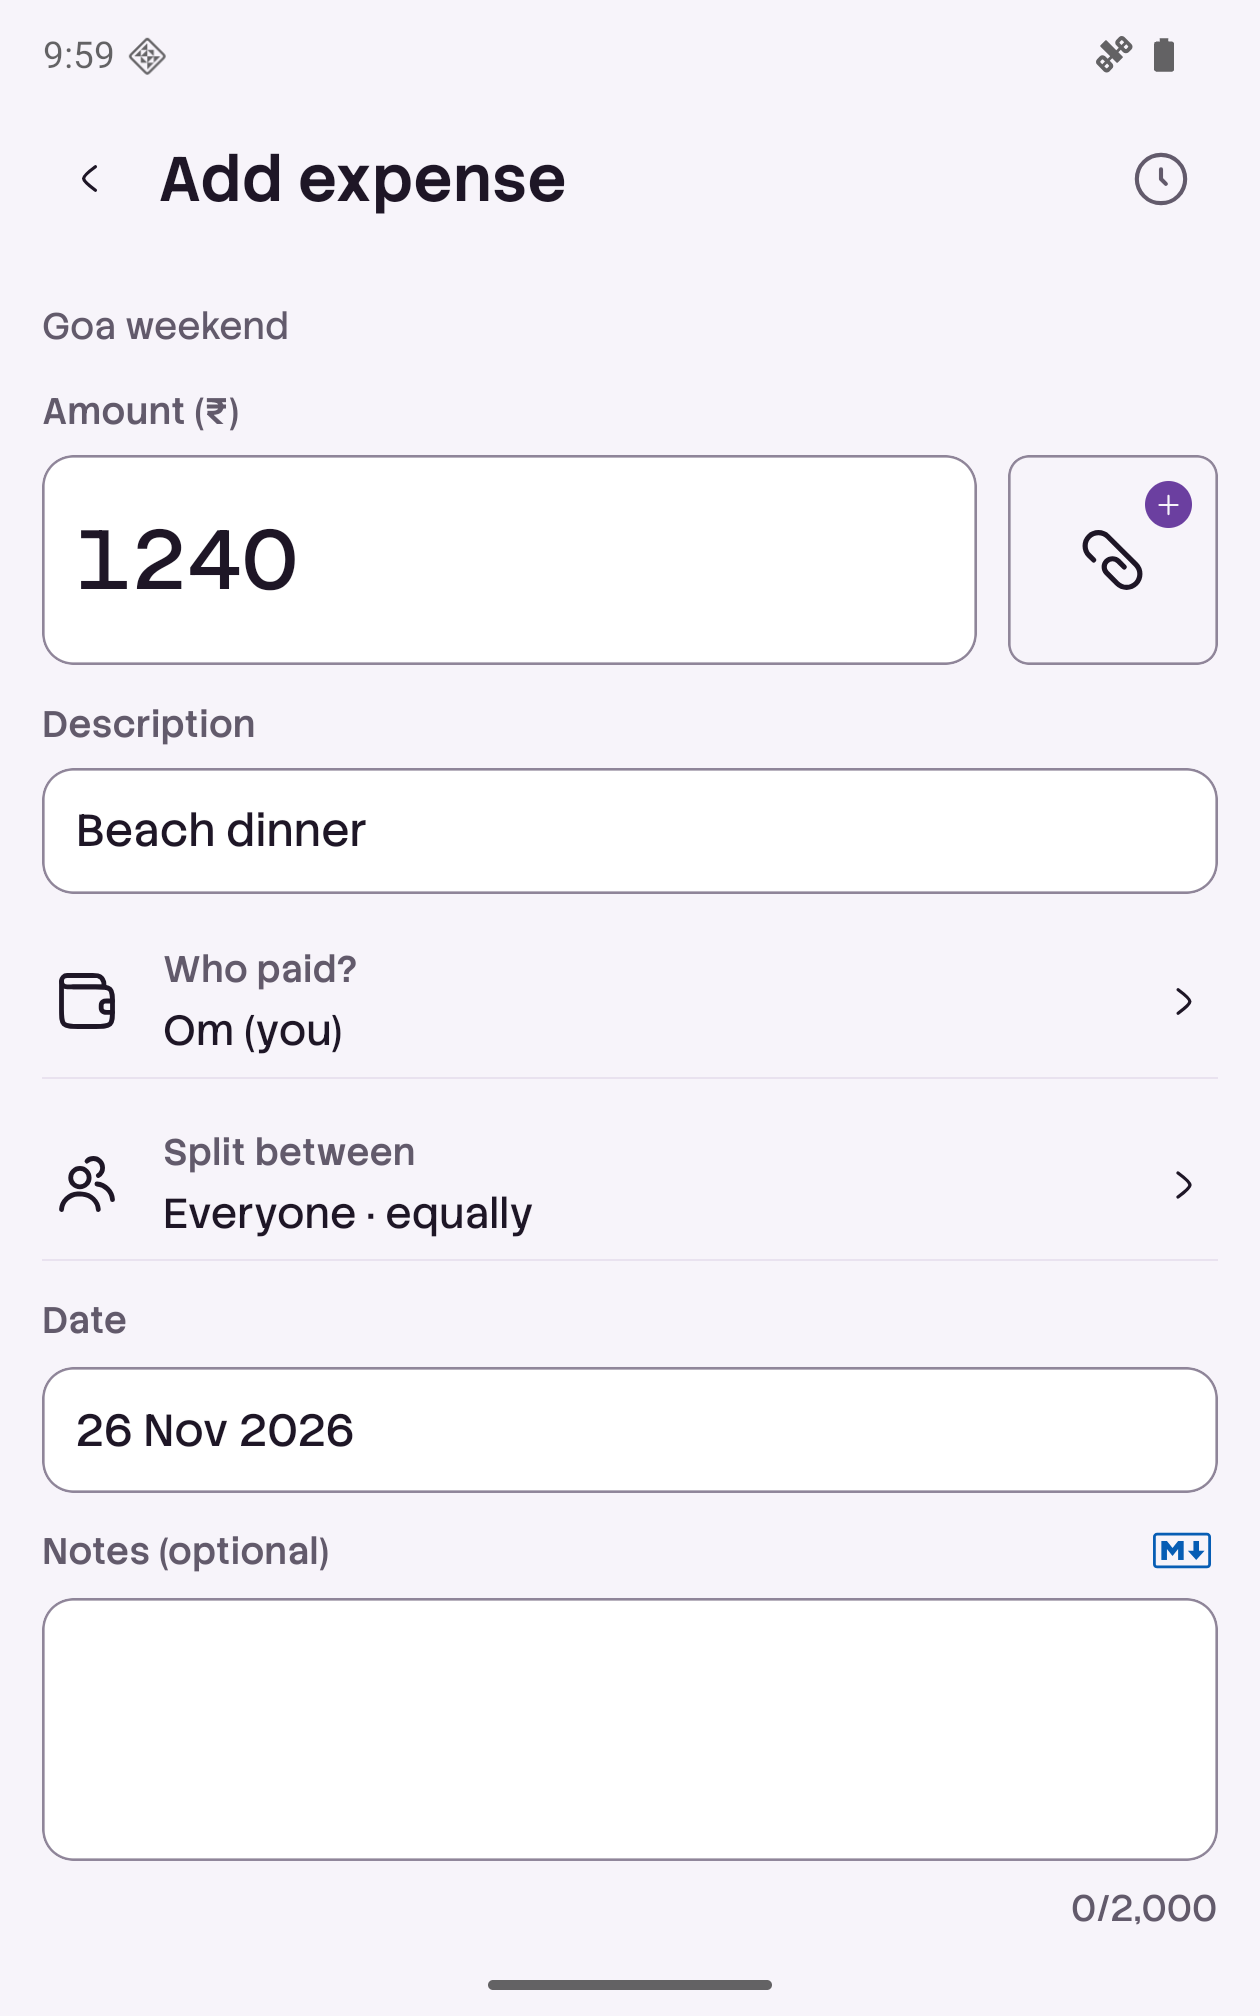 9:59
Add expense
Goa weekend
Amount (₹)
1240
Description
Beach dinner
Who paid?
Om (you)
Split between
Everyone · equally
Date
26 Nov 2026
Notes (optional)
M
0/2,000